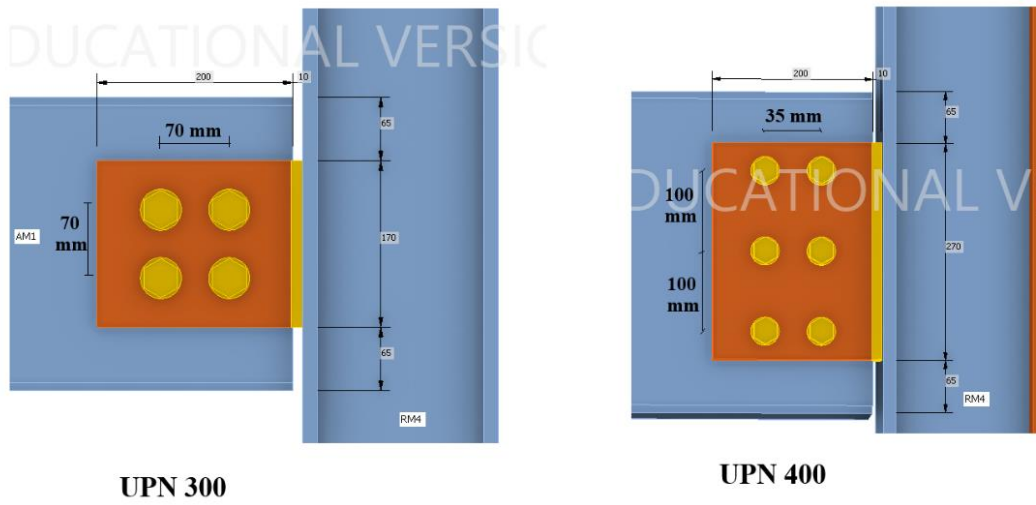 DUCATIONAL VERSIC
200
10
65
70 mm
70
mm
AM1
170
65
RM4
UPN 300
200
10
65
35 mm
DUCATIONAL V
100
mm
270
100
mm
65
RM4
UPN 400